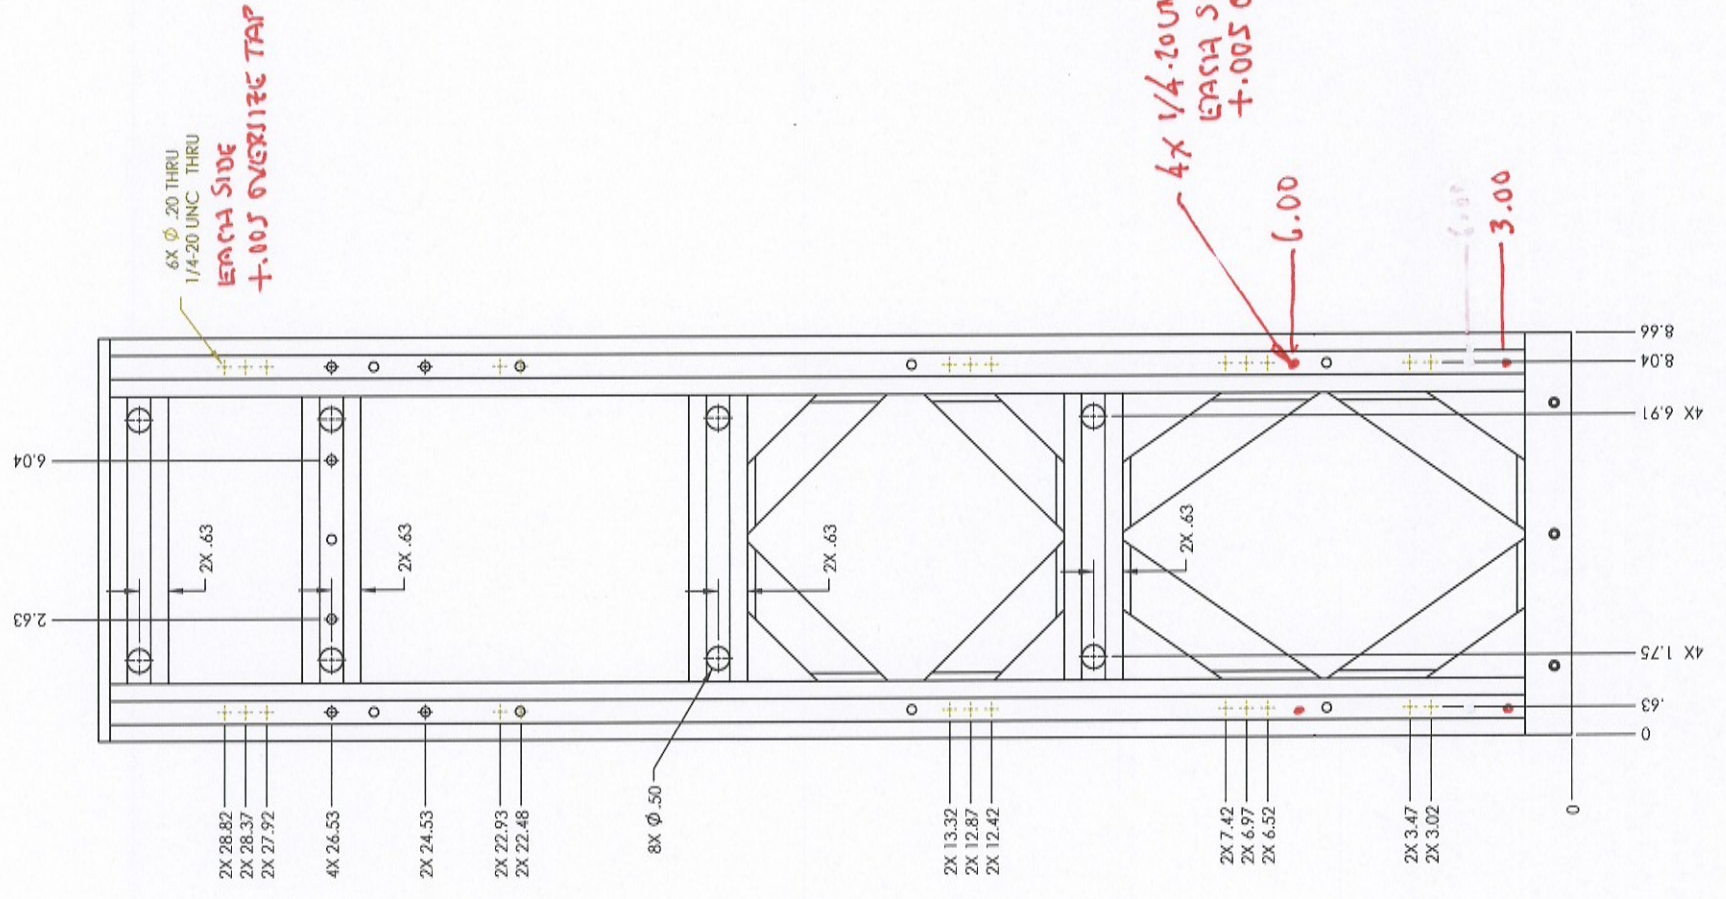 6X Ø .20 THRU
1/4-20 UNC THRU
EACH SIDE
+.005 OVERSIZE TAP
4X 1/4.20UN
EACH S
+.005 O
6.00
6.00
3.00
8.66
8.04
4X 6.91
4X 1.75
.63
0
6.04
2.63
2X .63
2X .63
2X .63
2X .63
8X Ø .50
2X 28.82
2X 28.37
2X 27.92
4X 26.53
2X 24.53
2X 22.93
2X 22.48
2X 13.32
2X 12.87
2X 12.42
2X 7.42
2X 6.97
2X 6.52
2X 3.47
2X 3.02
0